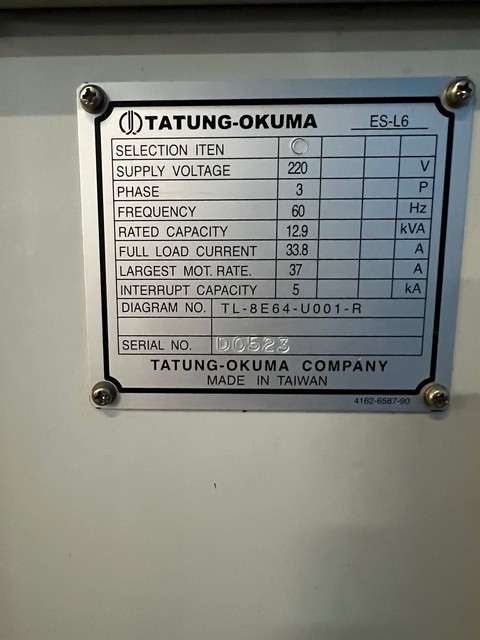 TATUNG-OKUMA ES-L6
SELECTION ITEN
SUPPLY VOLTAGE 220 V
PHASE 3 P
FREQUENCY 60 Hz
RATED CAPACITY 12.9 kVA
FULL LOAD CURRENT 33.8 A
LARGEST MOT. RATE. 37 A
INTERRUPT CAPACITY 5 kA
DIAGRAM NO. TL-8E64-U001-R
SERIAL NO. D0523
TATUNG-OKUMA COMPANY
MADE IN TAIWAN
4162-6587-90